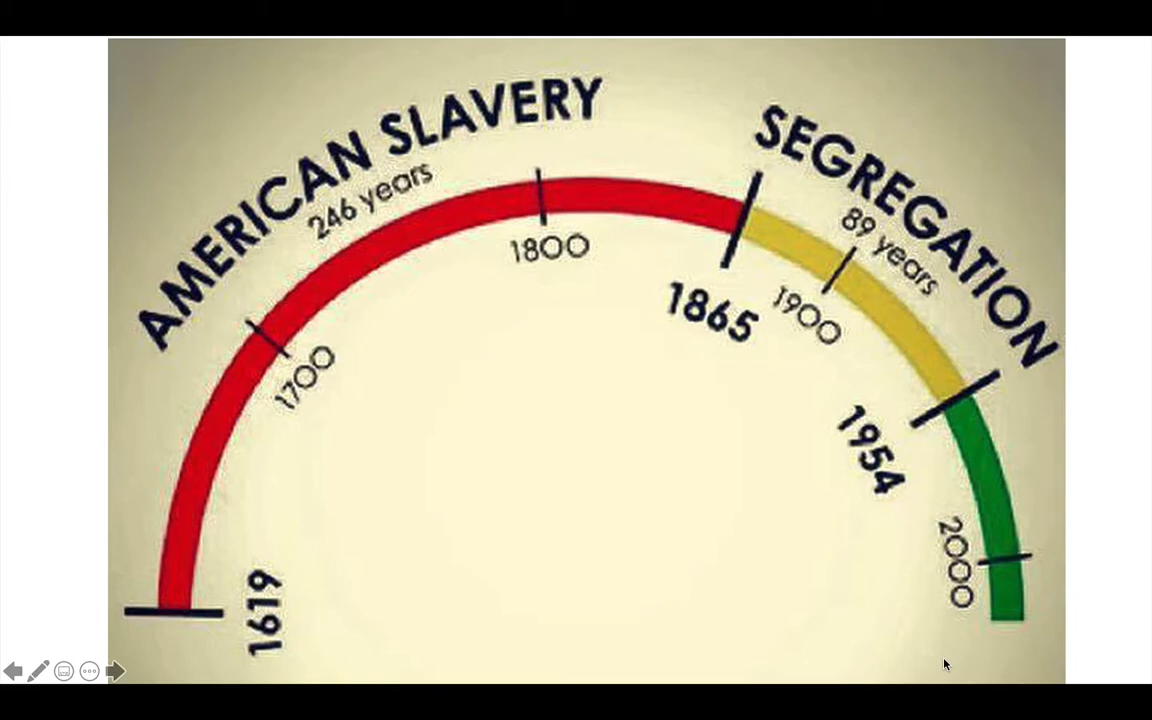 AMERICAN SLAVERY
246 years
SEGREGATION
89 years
1619
1700
1800
1865
1900
1954
2000